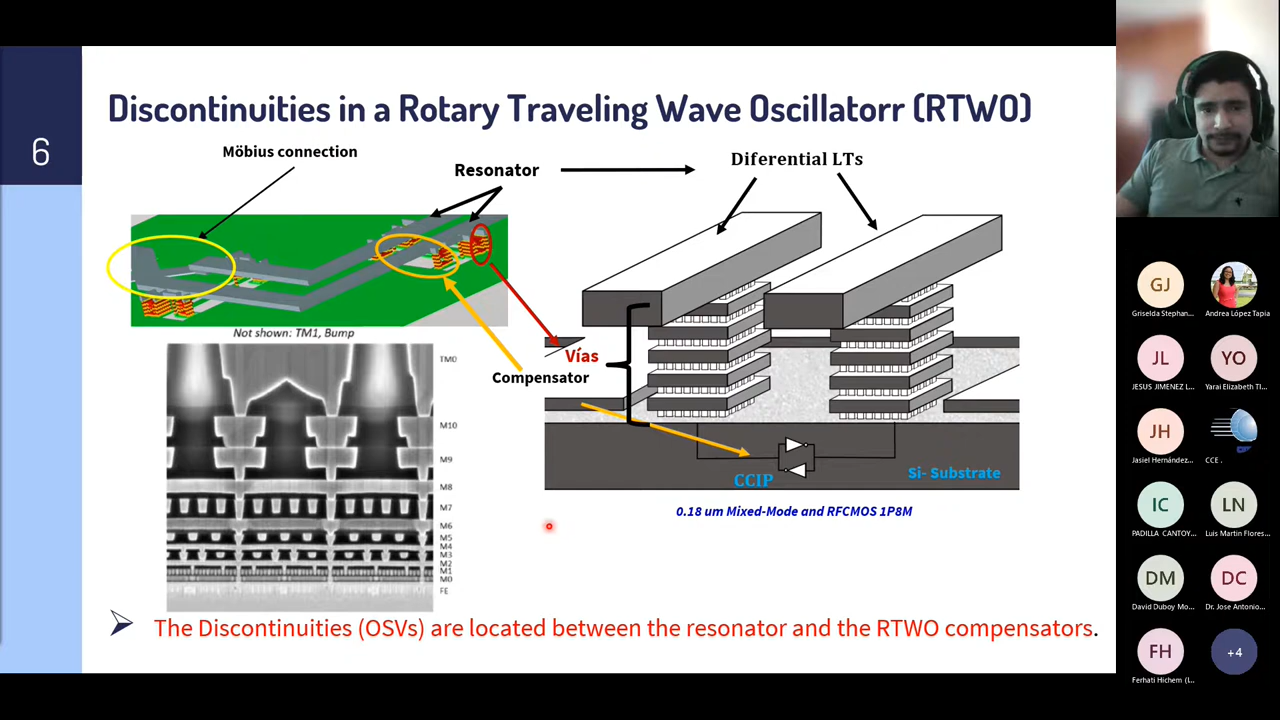 6
Discontinuities in a Rotary Traveling Wave Oscillatorr (RTWO)
Möbius connection
Resonator
Diferential LTs
Not shown: TM1, Bump
Vías
Compensator
TM0
M10
M9
M8
M7
M6
M5
M4
M3
M2
M1
M0
FE
CCIP
Si- Substrate
0.18 um Mixed-Mode and RFCMOS 1P8M
The Discontinuities (OSVs) are located between the resonator and the RTWO compensators.
GJ
Griselda Stephan...
Andrea López Tapia
JL
JESUS JIMENEZ L...
YO
Yarai Elizabeth TI...
JH
Jasiel Hernández...
CCE .
IC
PADILLA CANTOY...
LN
Luis Martin Flores...
DM
David Duboy Mo...
DC
Dr. Jose Antonio...
FH
Ferhati Hichem (I...
+4